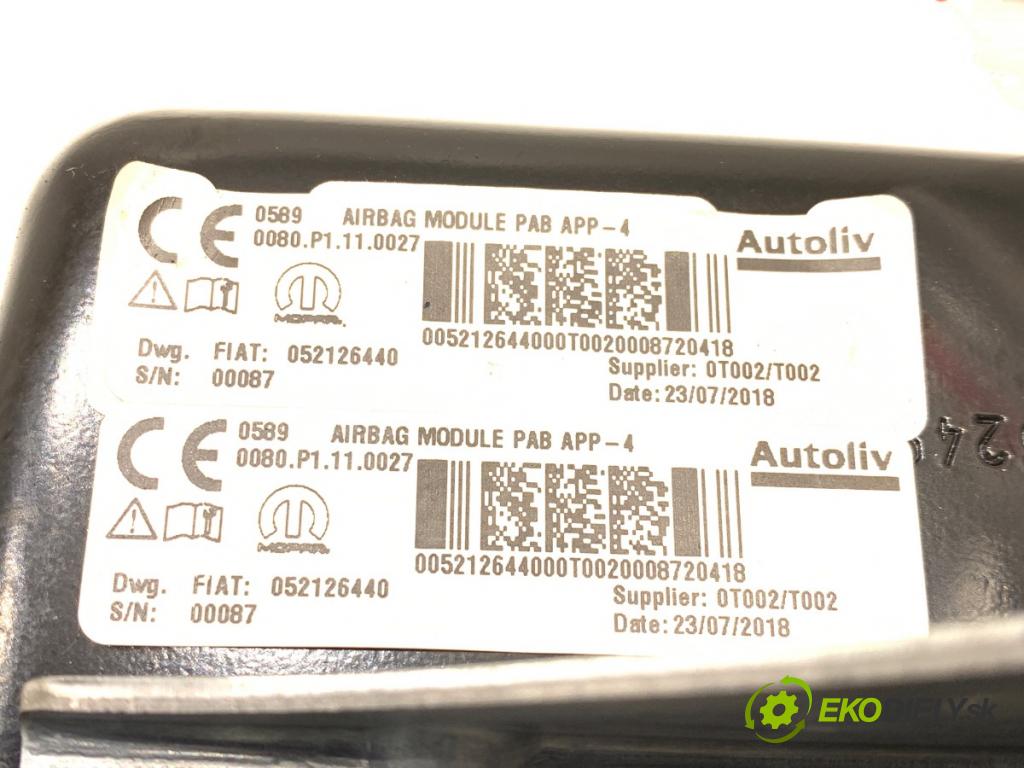 CE 0589 AIRBAG MODULE PAB APP-4
0080.P1.11.0027
Autoliv
MOPAR.
005212644000T0020008720418
Dwg. FIAT: 052126440
S/N: 00087
Supplier: 0T002/T002
Date: 23/07/2018
CE 0589 AIRBAG MODULE PAB APP-4
0080.P1.11.0027
Autoliv
MOPAR.
005212644000T0020008720418
Dwg. FIAT: 052126440
S/N: 00087
Supplier: 0T002/T002
Date: 23/07/2018
EKODIELY.sk